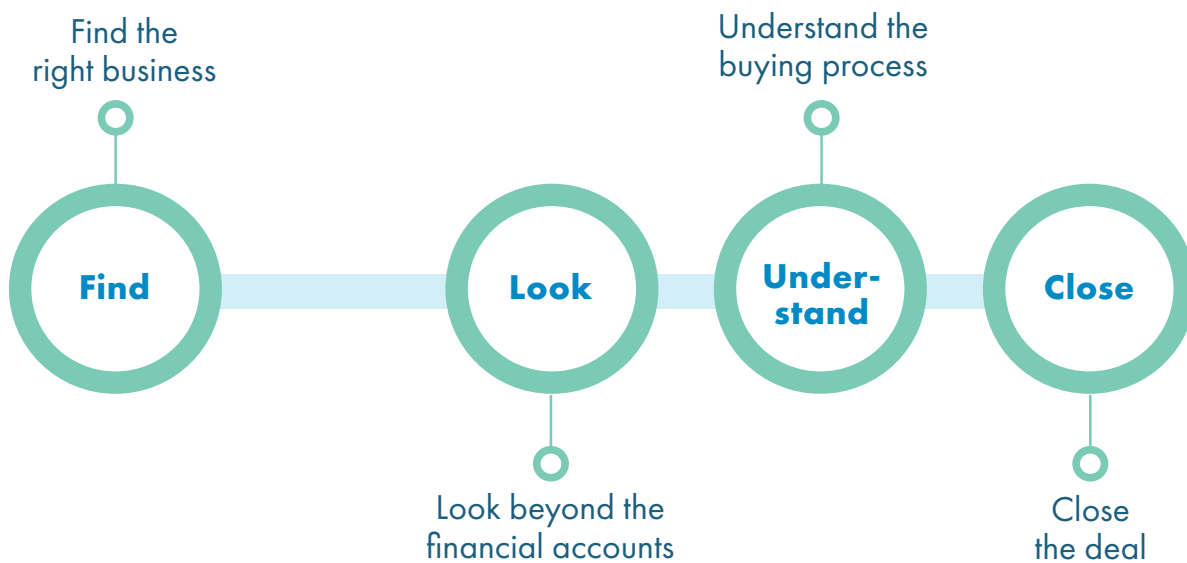 Find the
right business
Understand the
buying process
Find
Look
Under-
stand
Close
Look beyond the
financial accounts
Close
the deal